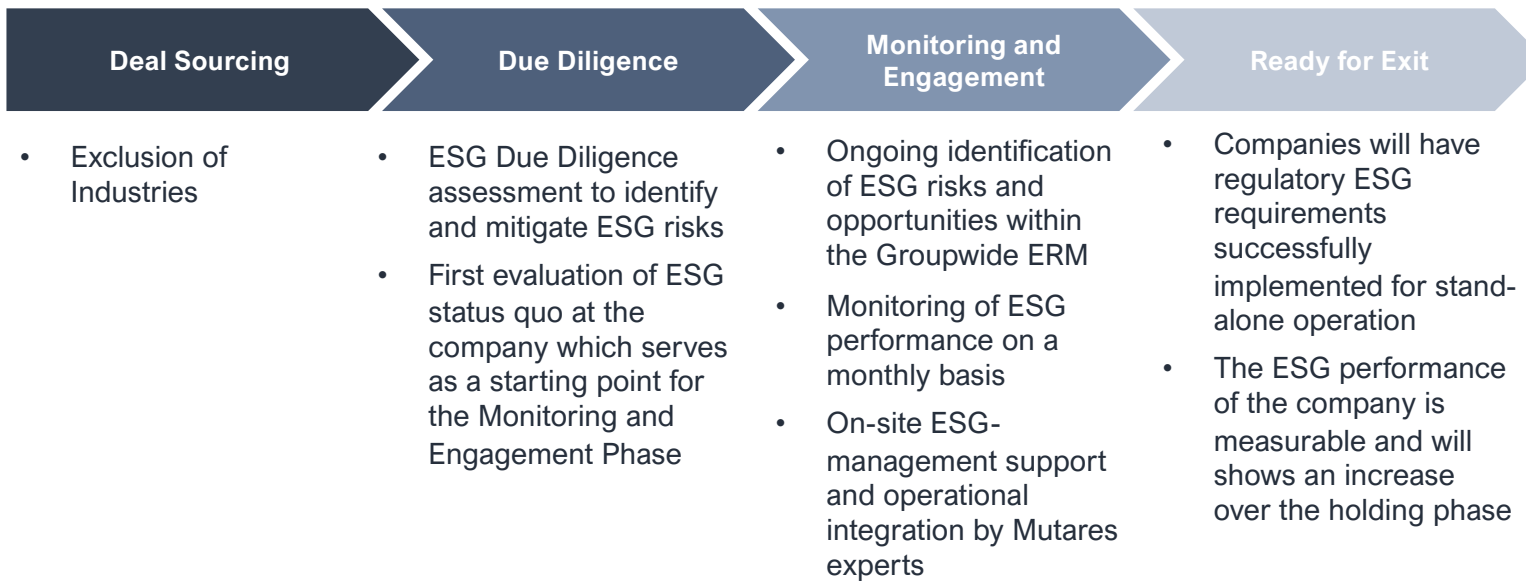 Deal Sourcing
Due Diligence
Monitoring and
Engagement
Ready for Exit
• Exclusion of
Industries
• ESG Due Diligence
assessment to identify
and mitigate ESG risks
• First evaluation of ESG
status quo at the
company which serves
as a starting point for
the Monitoring and
Engagement Phase
• Ongoing identification
of ESG risks and
opportunities within
the Groupwide ERM
• Monitoring of ESG
performance on a
monthly basis
• On-site ESG-
management support
and operational
integration by Mutares
experts
• Companies will have
regulatory ESG
requirements
successfully
implemented for stand-
alone operation
• The ESG performance
of the company is
measurable and will
shows an increase
over the holding phase